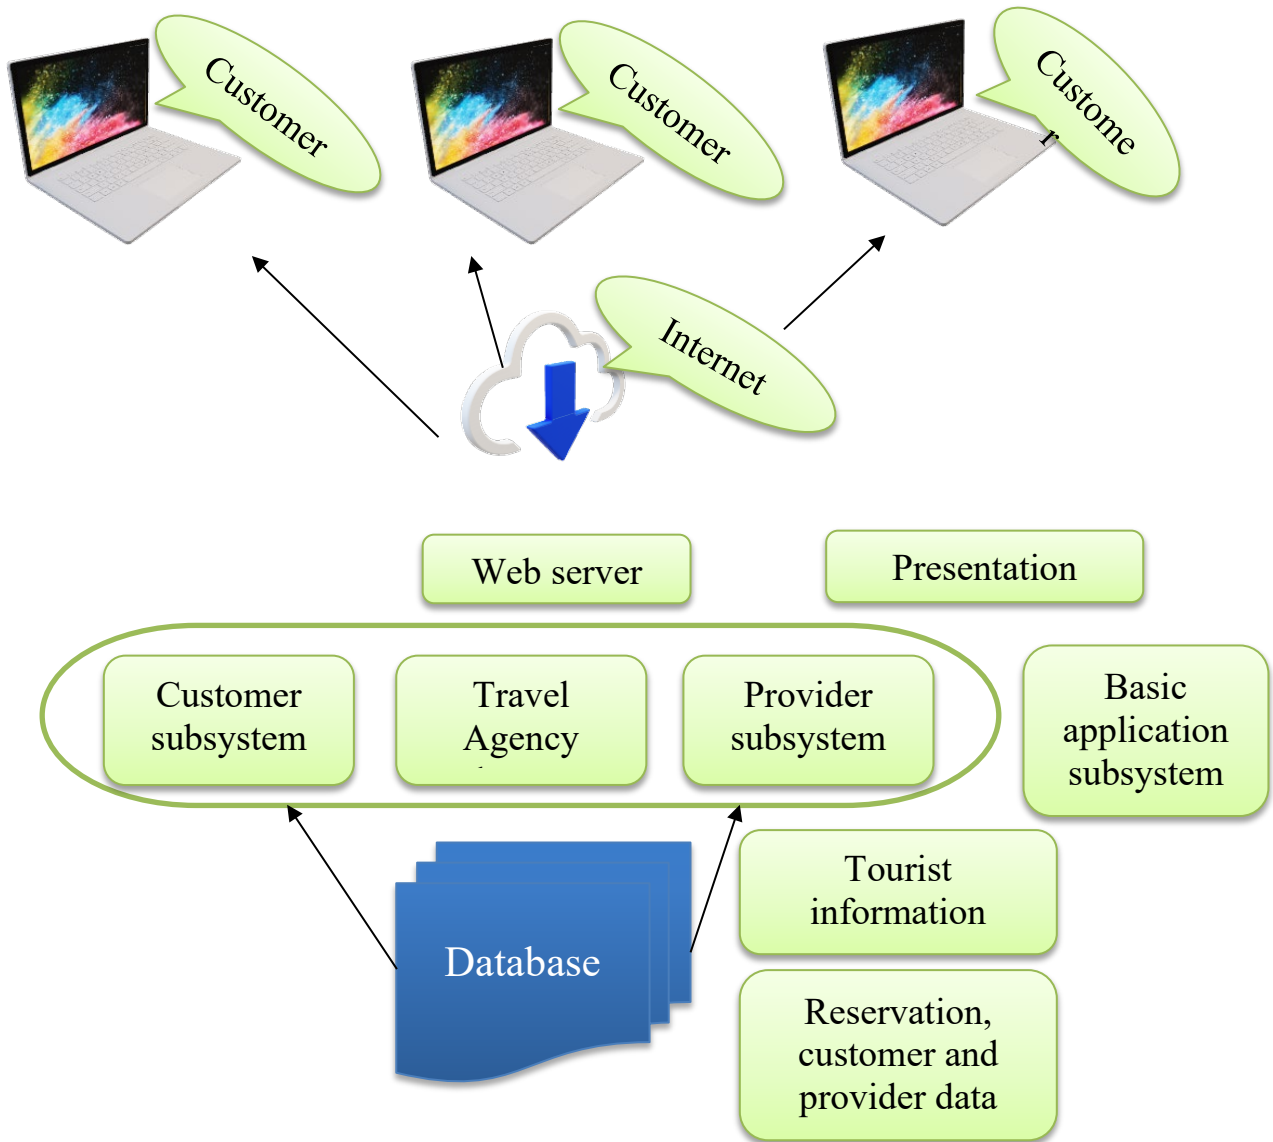 Customer
Customer
Custome
r
Internet
Web server
Presentation
Customer
subsystem
Travel
Agency
Provider
subsystem
Basic
application
subsystem
Tourist
information
Database
Reservation,
customer and
provider data